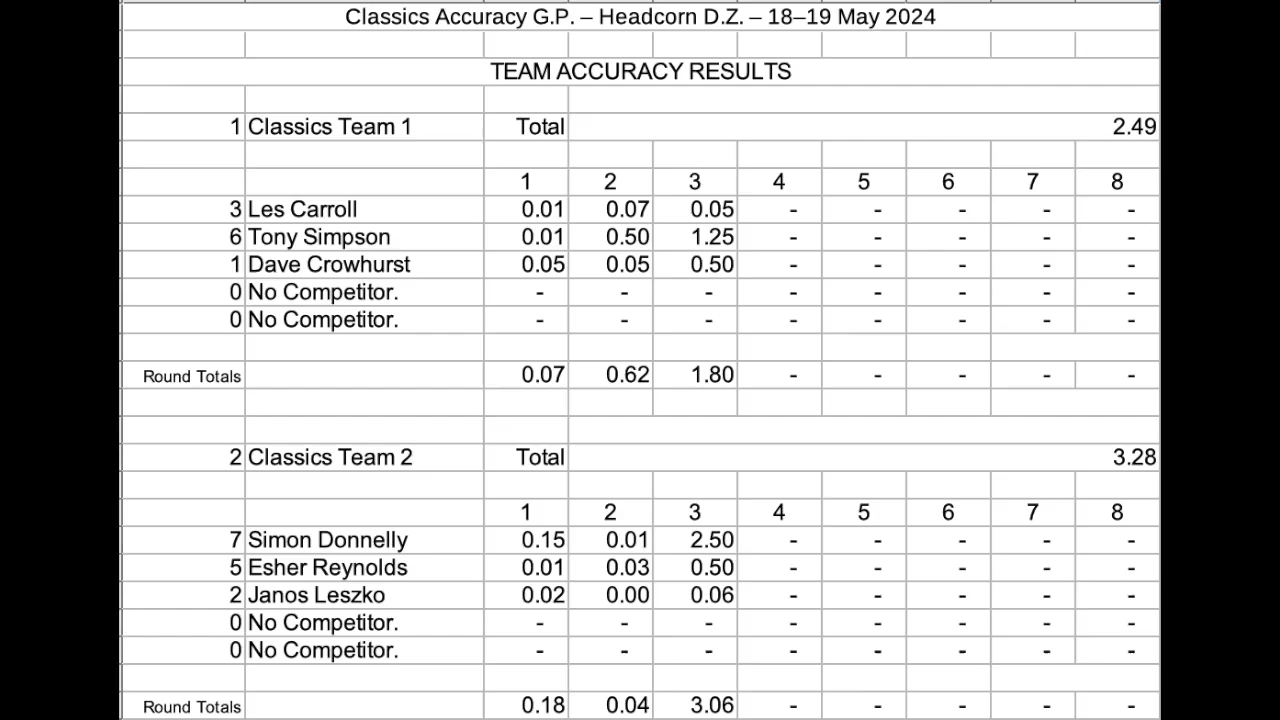 Classics Accuracy G.P. – Headcorn D.Z. – 18–19 May 2024
TEAM ACCURACY RESULTS
1 Classics Team 1 Total 2.49
1 2 3 4 5 6 7 8
3 Les Carroll 0.01 0.07 0.05 - - - - -
6 Tony Simpson 0.01 0.50 1.25 - - - - -
1 Dave Crowhurst 0.05 0.05 0.50 - - - - -
0 No Competitor. - - - - - - - -
0 No Competitor. - - - - - - - -
Round Totals 0.07 0.62 1.80 - - - - -
2 Classics Team 2 Total 3.28
1 2 3 4 5 6 7 8
7 Simon Donnelly 0.15 0.01 2.50 - - - - -
5 Esher Reynolds 0.01 0.03 0.50 - - - - -
2 Janos Leszko 0.02 0.00 0.06 - - - - -
0 No Competitor. - - - - - - - -
0 No Competitor. - - - - - - - -
Round Totals 0.18 0.04 3.06 - - - - -